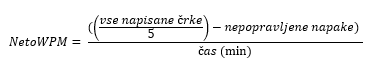 NetoWPM = ((vse napisane črke / 5) − nepopravljene napake) / čas (min)